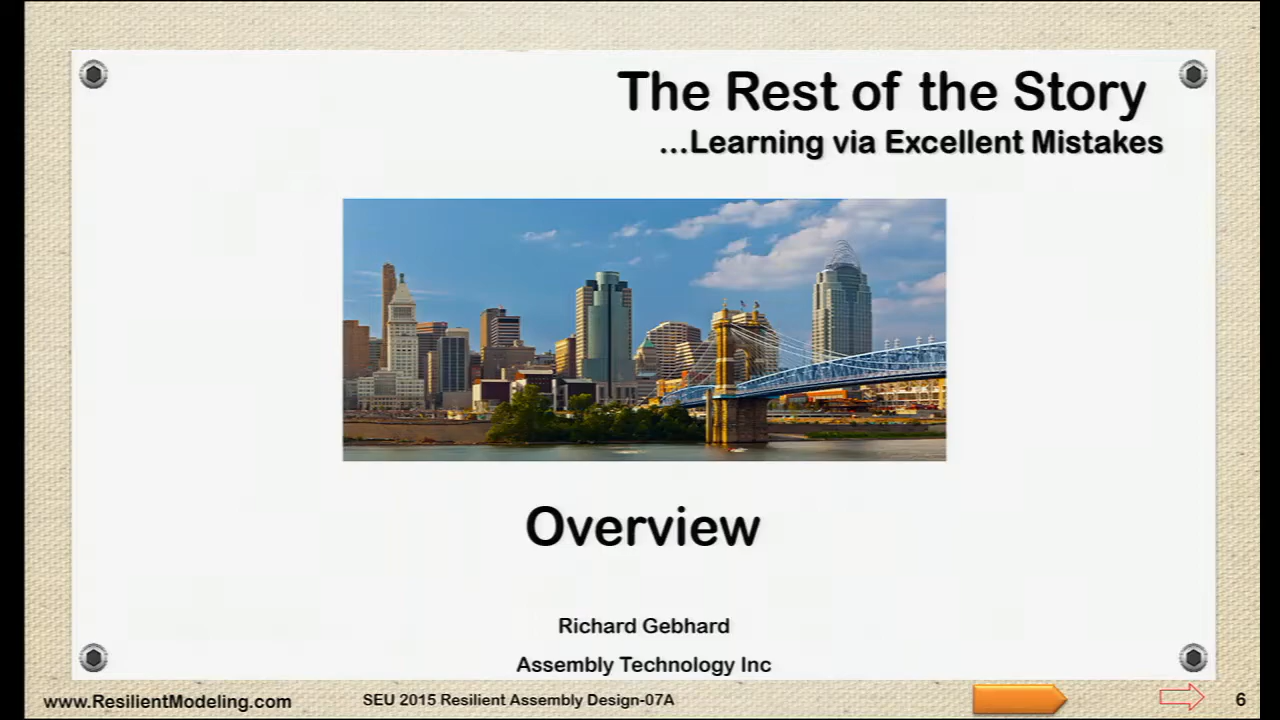 The Rest of the Story
...Learning via Excellent Mistakes
Overview
Richard Gebhard
Assembly Technology Inc
www.ResilientModeling.com
SEU 2015 Resilient Assembly Design-07A
6